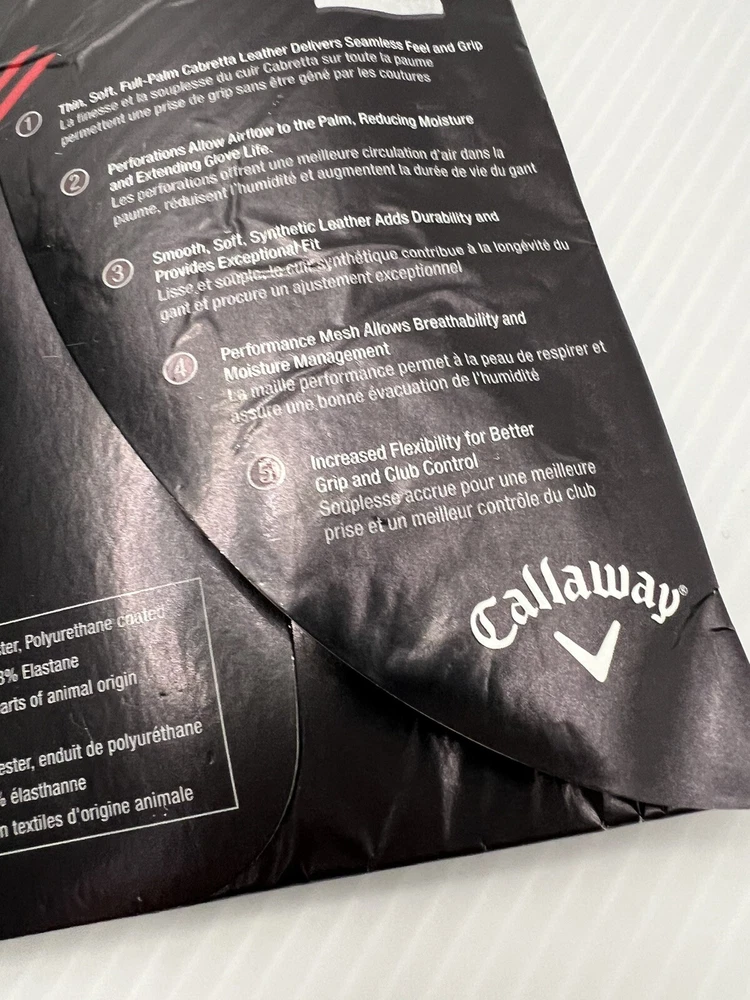 1
Thin, Soft, Full-Palm Cabretta Leather Delivers Seamless Feel and Grip
La finesse et la souplesse du cuir Cabretta sur toute la paume
permettent une prise de grip sans être gêné par les coutures
2
Perforations Allow Airflow to the Palm, Reducing Moisture
and Extending Glove Life.
Les perforations offrent une meilleure circulation d'air dans la
paume, réduisent l'humidité et augmentent la durée de vie du gant
3
Smooth, Soft, Synthetic Leather Adds Durability and
Provides Exceptional Fit
Lisse et souple, le cuir synthétique contribue à la longévité du
gant et procure un ajustement exceptionnel
4
Performance Mesh Allows Breathability and
Moisture Management
La maille performance permet à la peau de respirer et
assure une bonne évacuation de l'humidité
5
Increased Flexibility for Better
Grip and Club Control
Souplesse accrue pour une meilleure
prise et un meilleur contrôle du club
Callaway®
ster, Polyurethane coated
3% Elastane
arts of animal origin
ester, enduit de polyuréthane
% élasthanne
n textiles d'origine animale